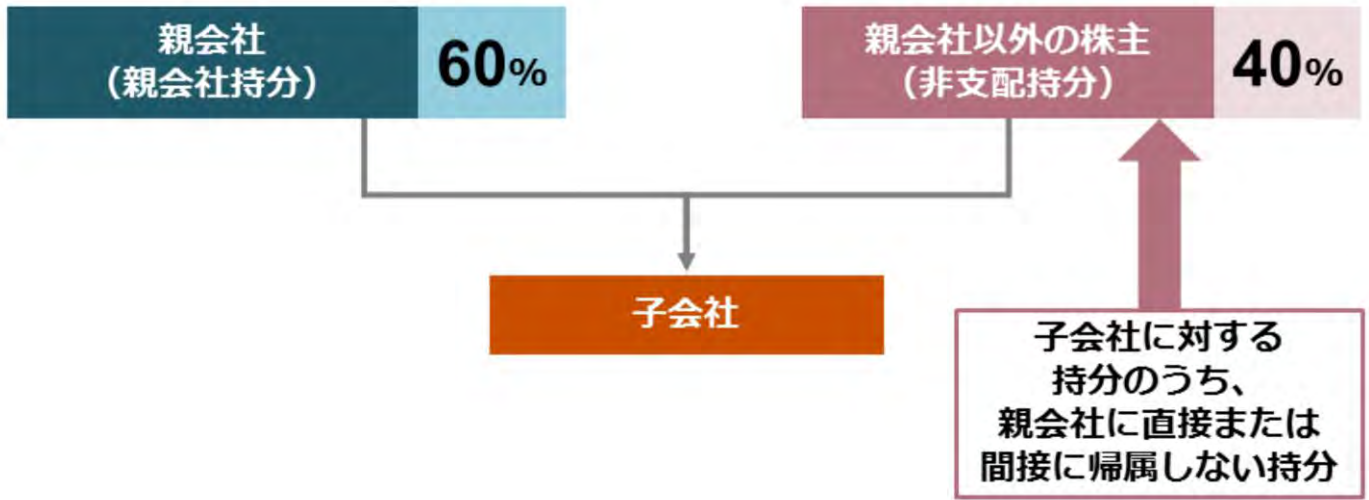 親会社
（親会社持分）
60%
親会社以外の株主
（非支配持分）
40%
子会社
子会社に対する
持分のうち、
親会社に直接または
間接に帰属しない持分